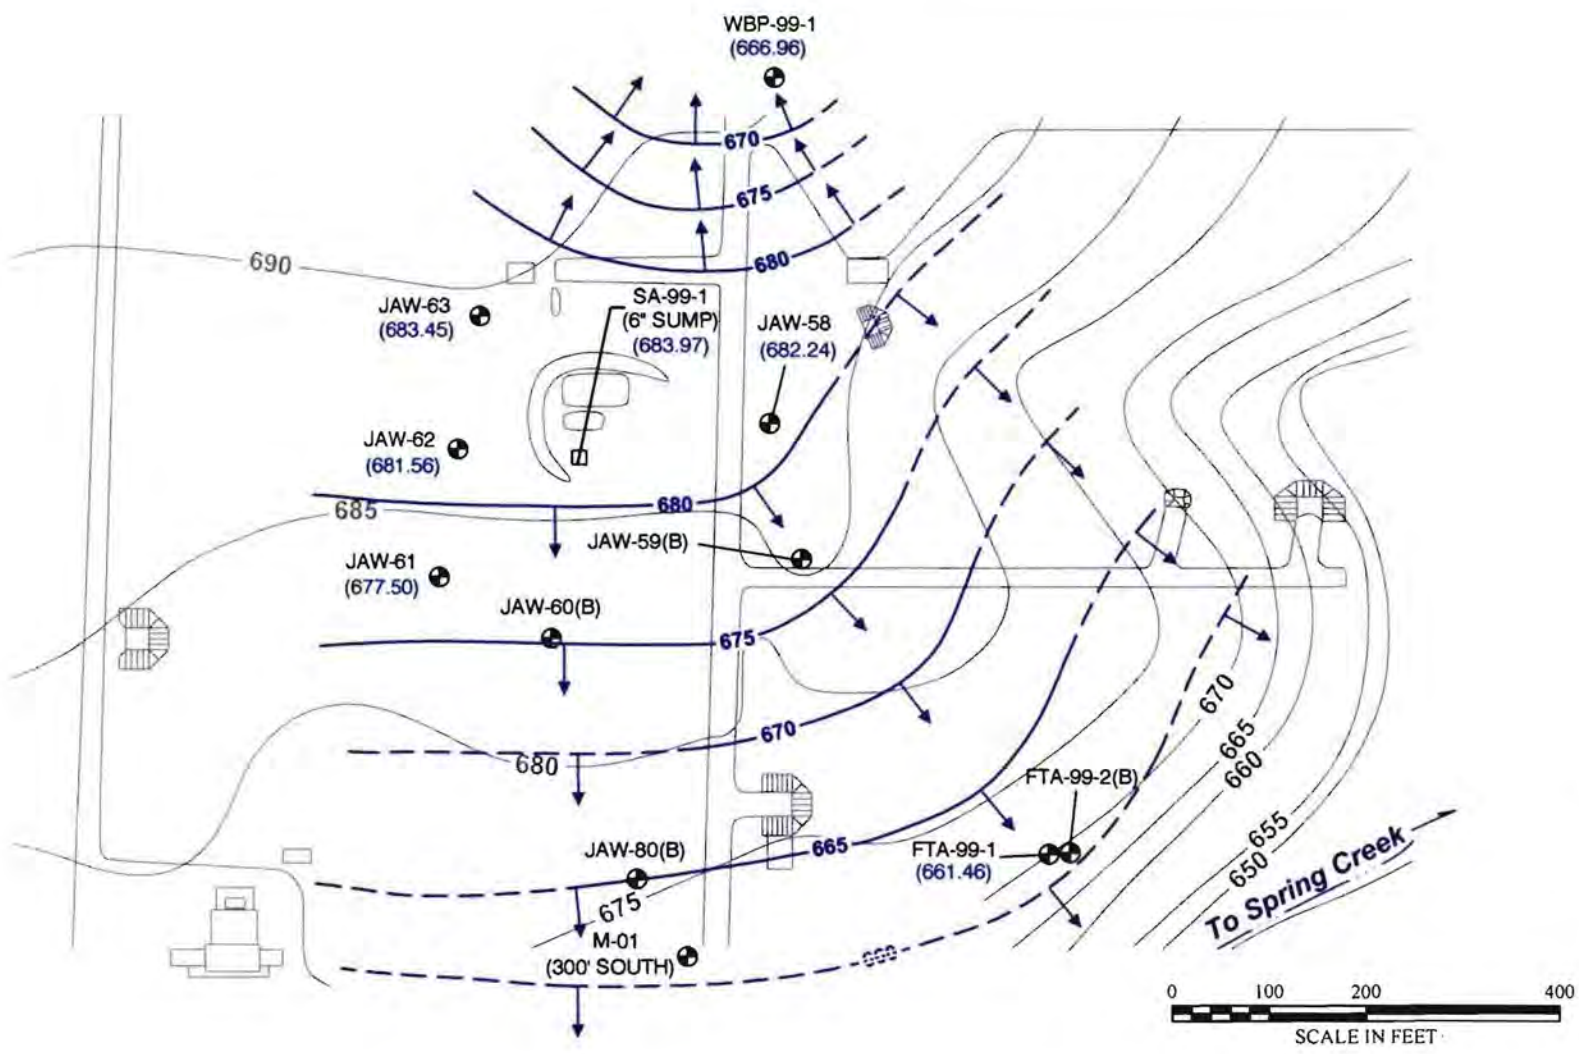 WBP-99-1
(666.96)
670
675
680
690
JAW-63
(683.45)
SA-99-1
(6" SUMP)
(683.97)
JAW-58
(682.24)
JAW-62
(681.56)
680
685
JAW-59(B)
JAW-61
(677.50)
JAW-60(B)
675
670
670
680
665
660
FTA-99-2(B)
JAW-80(B)
665
FTA-99-1
(661.46)
655
650
675
To Spring Creek
M-01
(300' SOUTH)
0 100 200 400
SCALE IN FEET